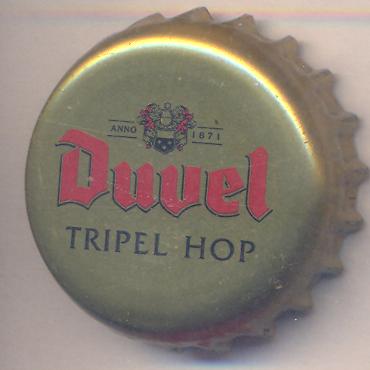 ANNO 1871
Duvel
TRIPEL HOP